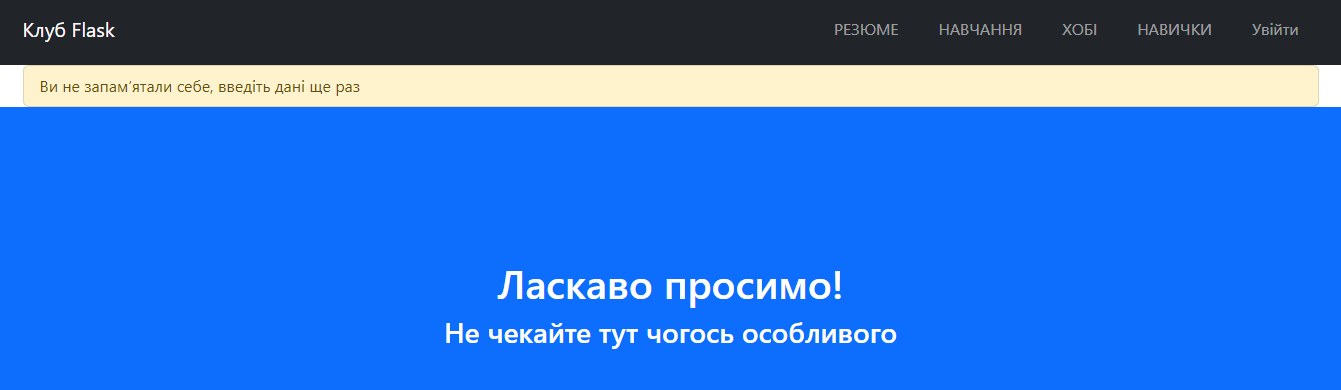 Клуб Flask РЕЗЮМЕ НАВЧАННЯ ХОБІ НАВИЧКИ Увійти
Ви не запам'ятали себе, введіть дані ще раз
Ласкаво просимо!
Не чекайте тут чогось особливого